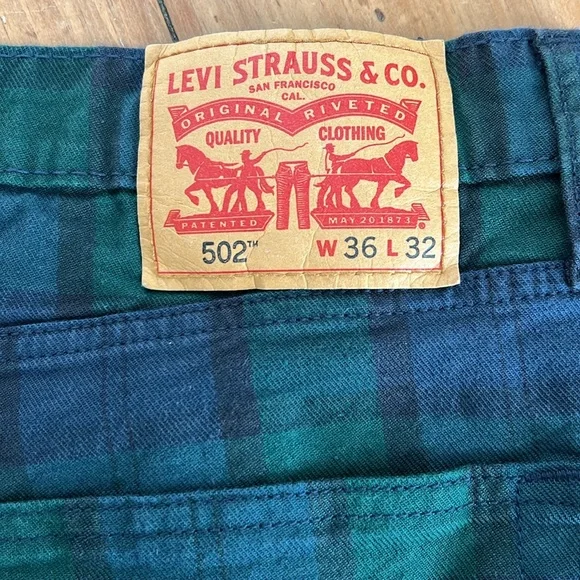 LEVI STRAUSS & CO.
SAN FRANCISCO
CAL.
ORIGINAL RIVETED
QUALITY CLOTHING
PATENTED MAY 20.1873 ®
502™ W 36 L 32